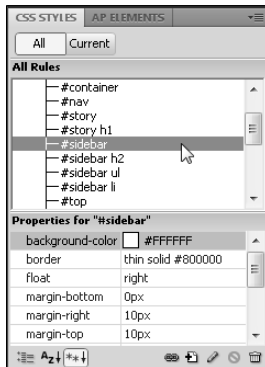 CSS STYLES AP ELEMENTS
All Current
All Rules
#container
#nav
#story
#story h1
#sidebar
#sidebar h2
#sidebar ul
#sidebar li
#top
Properties for "#sidebar"
background-color #FFFFFF
border thin solid #800000
float right
margin-bottom 0px
margin-right 10px
margin-top 10px
AZ↓ **↓